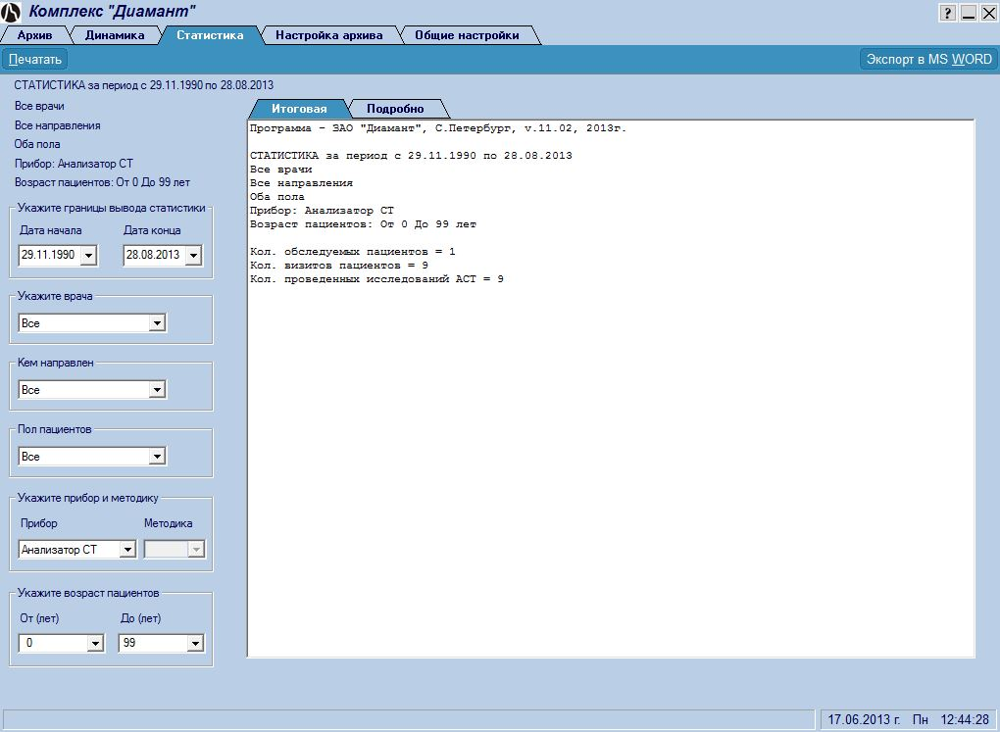 Комплекс "Диамант"
?
Архив
Динамика
Статистика
Настройка архива
Общие настройки
Печатать
Экспорт в MS WORD
СТАТИСТИКА за период с 29.11.1990 по 28.08.2013
Все врачи
Все направления
Оба пола
Прибор: Анализатор СТ
Возраст пациентов: От 0 До 99 лет
Укажите границы вывода статистики
Дата начала
Дата конца
29.11.1990
28.08.2013
Укажите врача
Все
Кем направлен
Все
Пол пациентов
Все
Укажите прибор и методику
Прибор
Методика
Анализатор СТ
Укажите возраст пациентов
От (лет)
До (лет)
0
99
Итоговая
Подробно
Программа - ЗАО "Диамант", С.Петербург, v.11.02, 2013г.
СТАТИСТИКА за период с 29.11.1990 по 28.08.2013
Все врачи
Все направления
Оба пола
Прибор: Анализатор СТ
Возраст пациентов: От 0 До 99 лет
Кол. обследуемых пациентов = 1
Кол. визитов пациентов = 9
Кол. проведенных исследований АСТ = 9
17.06.2013 г. Пн 12:44:28